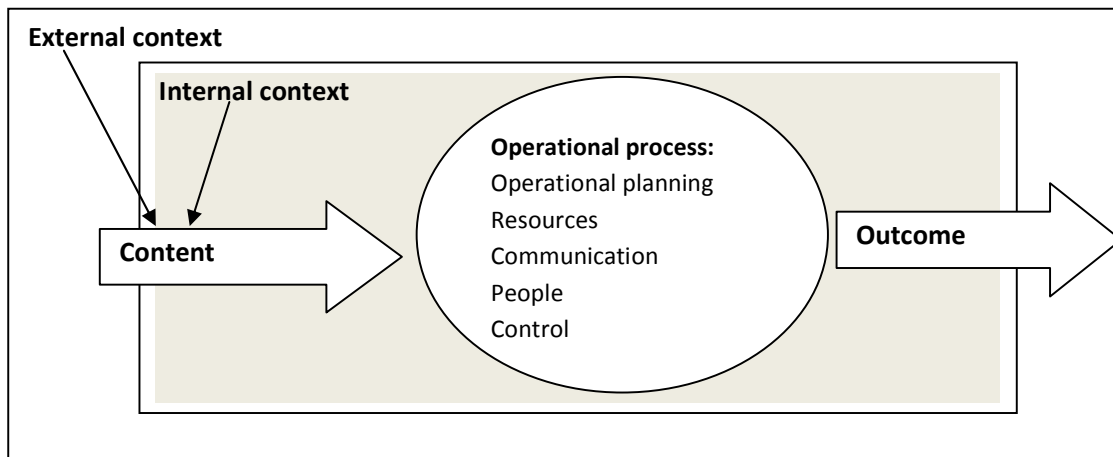 External context
Internal context
Operational process:
Operational planning
Resources
Communication
People
Control
Content
Outcome